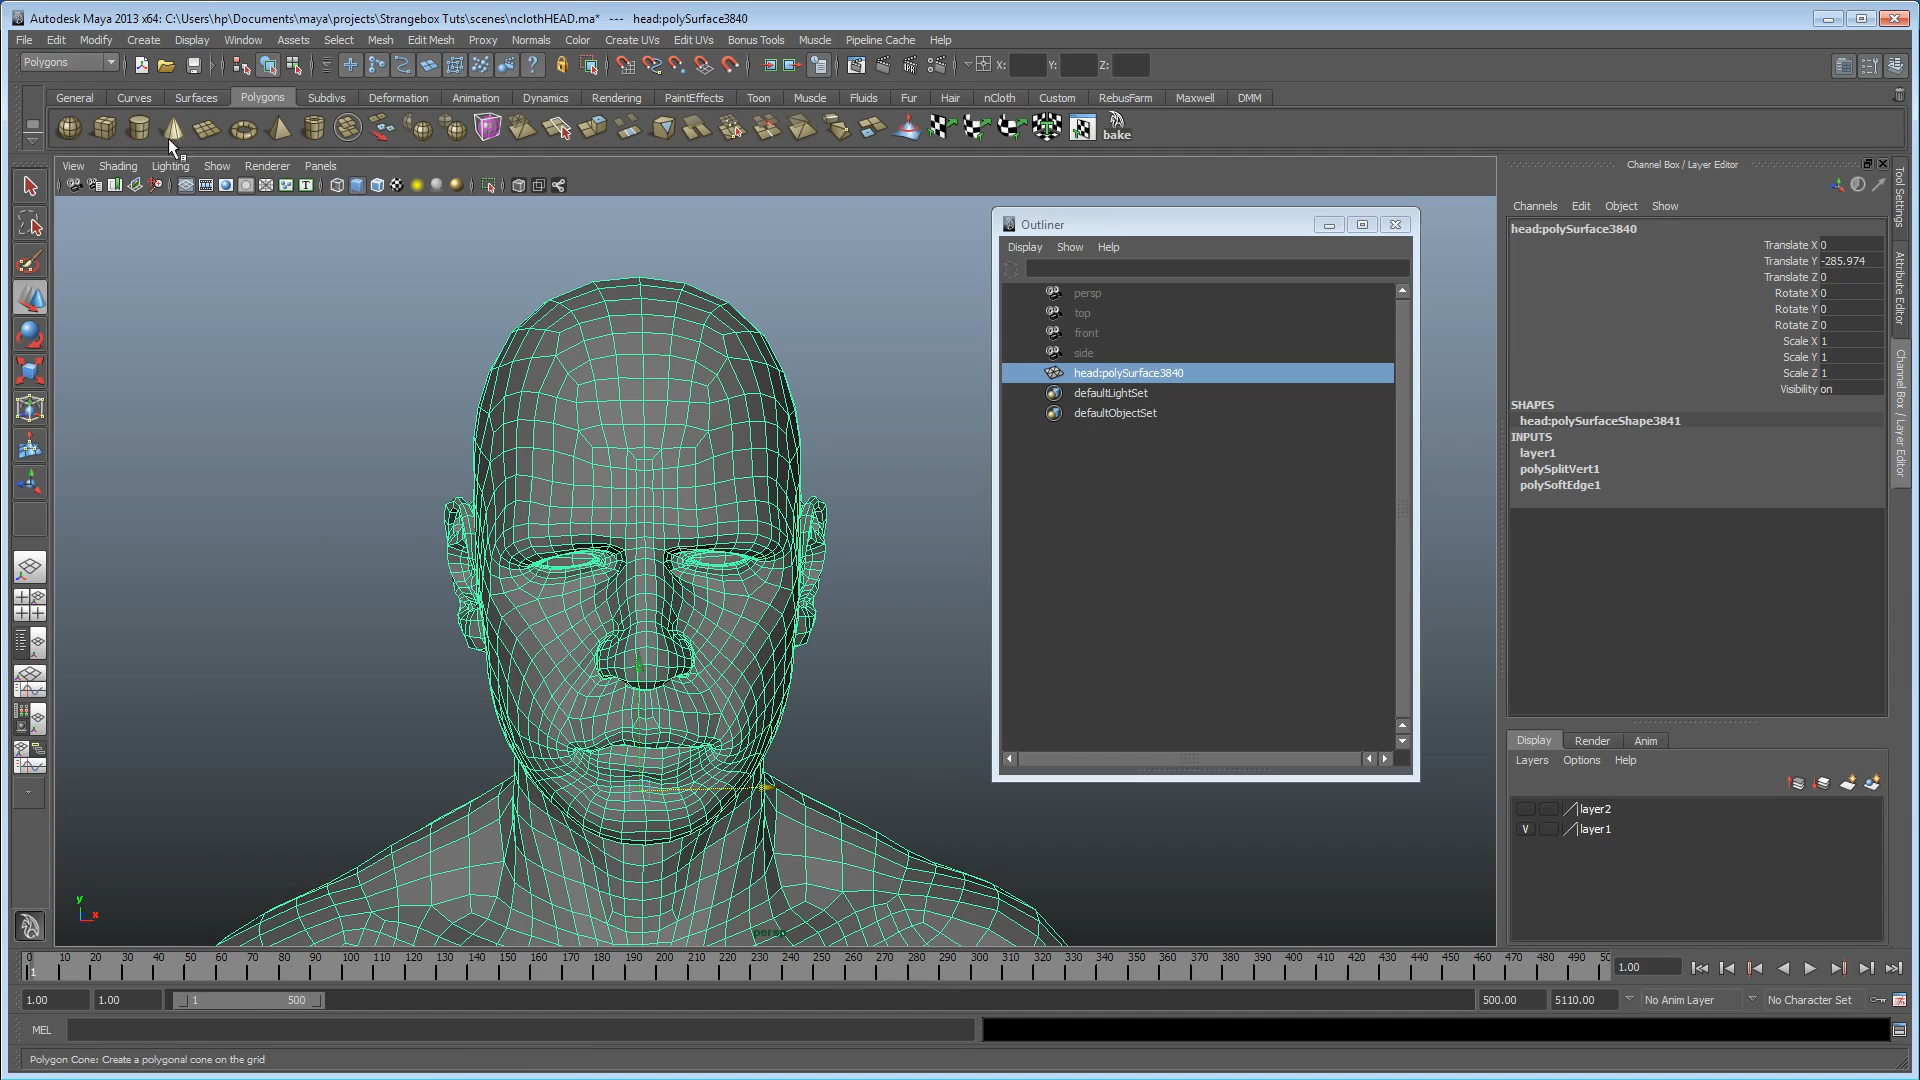 Autodesk Maya 2013 x64: C:\Users\hp\Documents\maya\projects\Strangebox Tuts\scenes\nclothHEAD.ma* --- head:polySurface3840
File Edit Modify Create Display Window Assets Select Mesh Edit Mesh Proxy Normals Color Create UVs Edit UVs Bonus Tools Muscle Pipeline Cache Help
Polygons X: Y: Z:
General Curves Surfaces Polygons Subdivs Deformation Animation Dynamics Rendering PaintEffects Toon Muscle Fluids Fur Hair nCloth Custom RebusFarm Maxwell DMM
bake
View Shading Lighting Show Renderer Panels
Channel Box / Layer Editor
Channels Edit Object Show
head:polySurface3840
Translate X 0
Translate Y -285.974
Translate Z 0
Rotate X 0
Rotate Y 0
Rotate Z 0
Scale X 1
Scale Y 1
Scale Z 1
Visibility on
SHAPES
head:polySurfaceShape3841
INPUTS
layer1
polySplitVert1
polySoftEdge1
Tool Settings
Attribute Editor
Channel Box / Layer Editor
Outliner
Display Show Help
persp
top
front
side
head:polySurface3840
defaultLightSet
defaultObjectSet
Display Render Anim
Layers Options Help
layer2
V layer1
y
x
persp
0 10 20 30 40 50 60 70 80 90 100 110 120 130 140 150 160 170 180 190 200 210 220 230 240 250 260 270 280 290 300 310 320 330 340 350 360 370 380 390 400 410 420 430 440 450 460 470 480 490 50
1
1.00
1.00 1.00 1 500 500.00 5110.00 No Anim Layer No Character Set
MEL
Polygon Cone: Create a polygonal cone on the grid